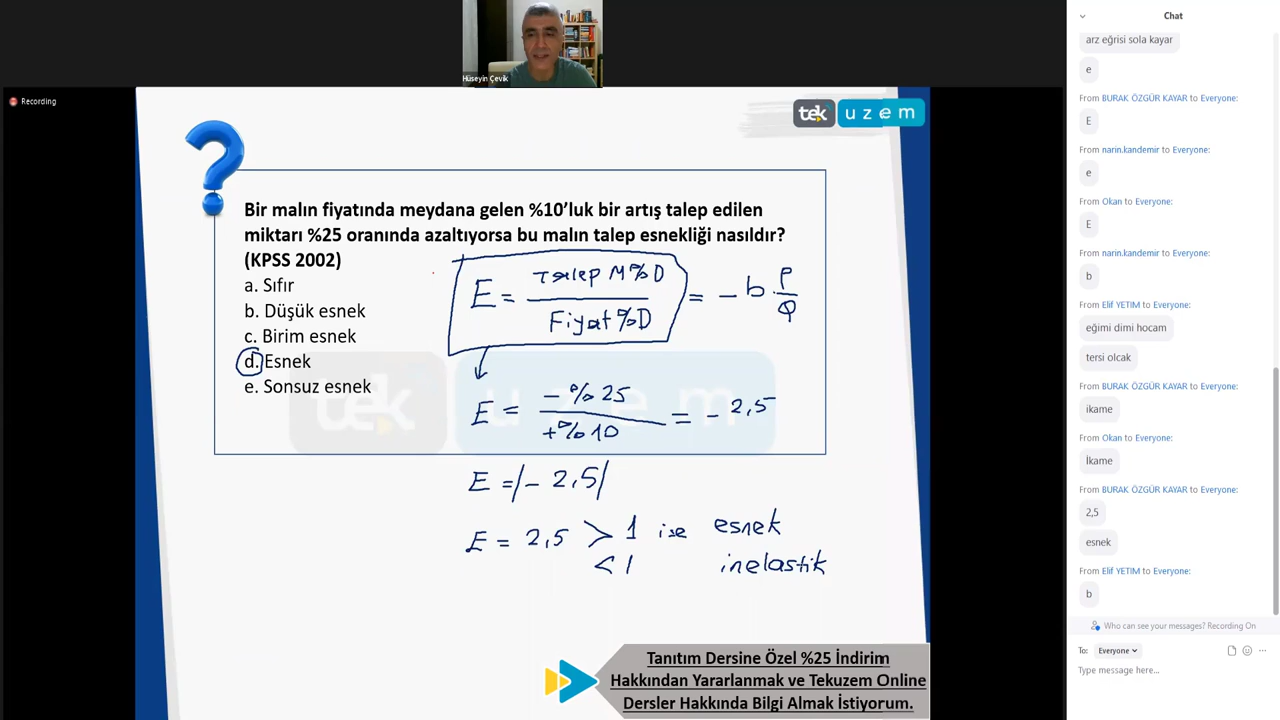 Hüseyin Çevik
Recording
tek uzem
Bir malın fiyatında meydana gelen %10’luk bir artış talep edilen
miktarı %25 oranında azaltıyorsa bu malın talep esnekliği nasıldır?
(KPSS 2002)
a. Sıfır
b. Düşük esnek
c. Birim esnek
d. Esnek
e. Sonsuz esnek
E = Talep M%D / Fiyat %D = - b . P / Q
E = - %25 / +%10 = - 2,5
E = |- 2,5|
E = 2,5 > 1 ise esnek
< 1 inelastik
tek uzem
Tanıtım Dersine Özel %25 İndirim
Hakkından Yararlanmak ve Tekuzem Online
Dersler Hakkında Bilgi Almak İstiyorum.
Chat
arz eğrisi sola kayar
e
From BURAK ÖZGÜR KAYAR to Everyone:
E
From narin.kandemir to Everyone:
e
From Okan to Everyone:
E
From narin.kandemir to Everyone:
b
From Elif YETIM to Everyone:
eğimi dimi hocam
tersi olcak
From BURAK ÖZGÜR KAYAR to Everyone:
ikame
From Okan to Everyone:
İkame
From BURAK ÖZGÜR KAYAR to Everyone:
2,5
esnek
From Elif YETIM to Everyone:
b
Who can see your messages? Recording On
To: Everyone
Type message here...